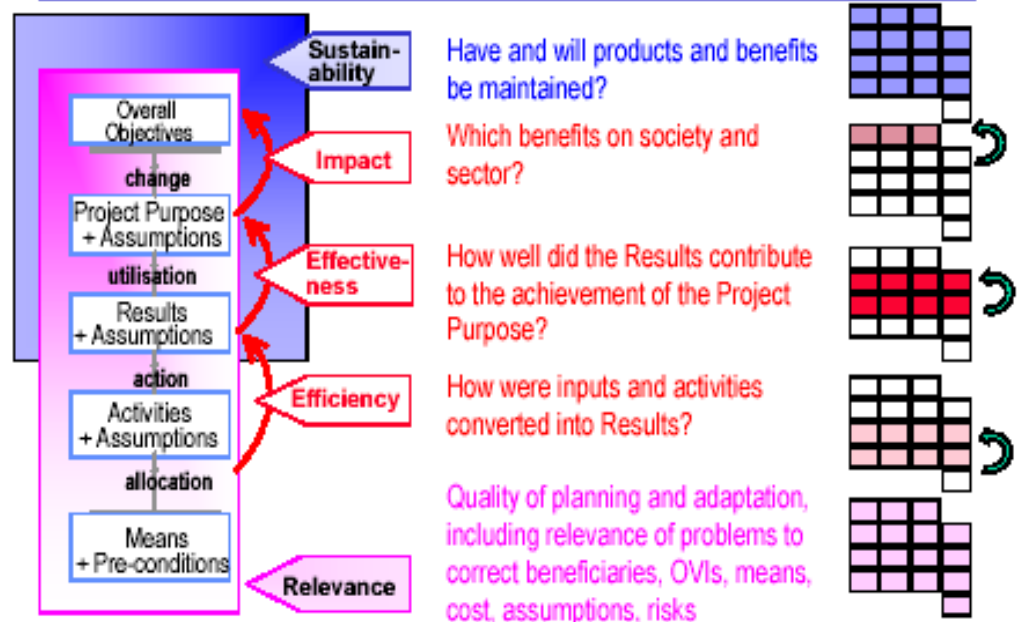 Sustain-
ability
Have and will products and benefits
be maintained?
Overall
Objectives
Impact
Which benefits on society and
sector?
change
Project Purpose
+ Assumptions
Effective-
ness
How well did the Results contribute
to the achievement of the Project
Purpose?
utilisation
Results
+ Assumptions
action
Efficiency
How were inputs and activities
converted into Results?
Activities
+ Assumptions
allocation
Means
+ Pre-conditions
Relevance
Quality of planning and adaptation,
including relevance of problems to
correct beneficiaries, OVIs, means,
cost, assumptions, risks